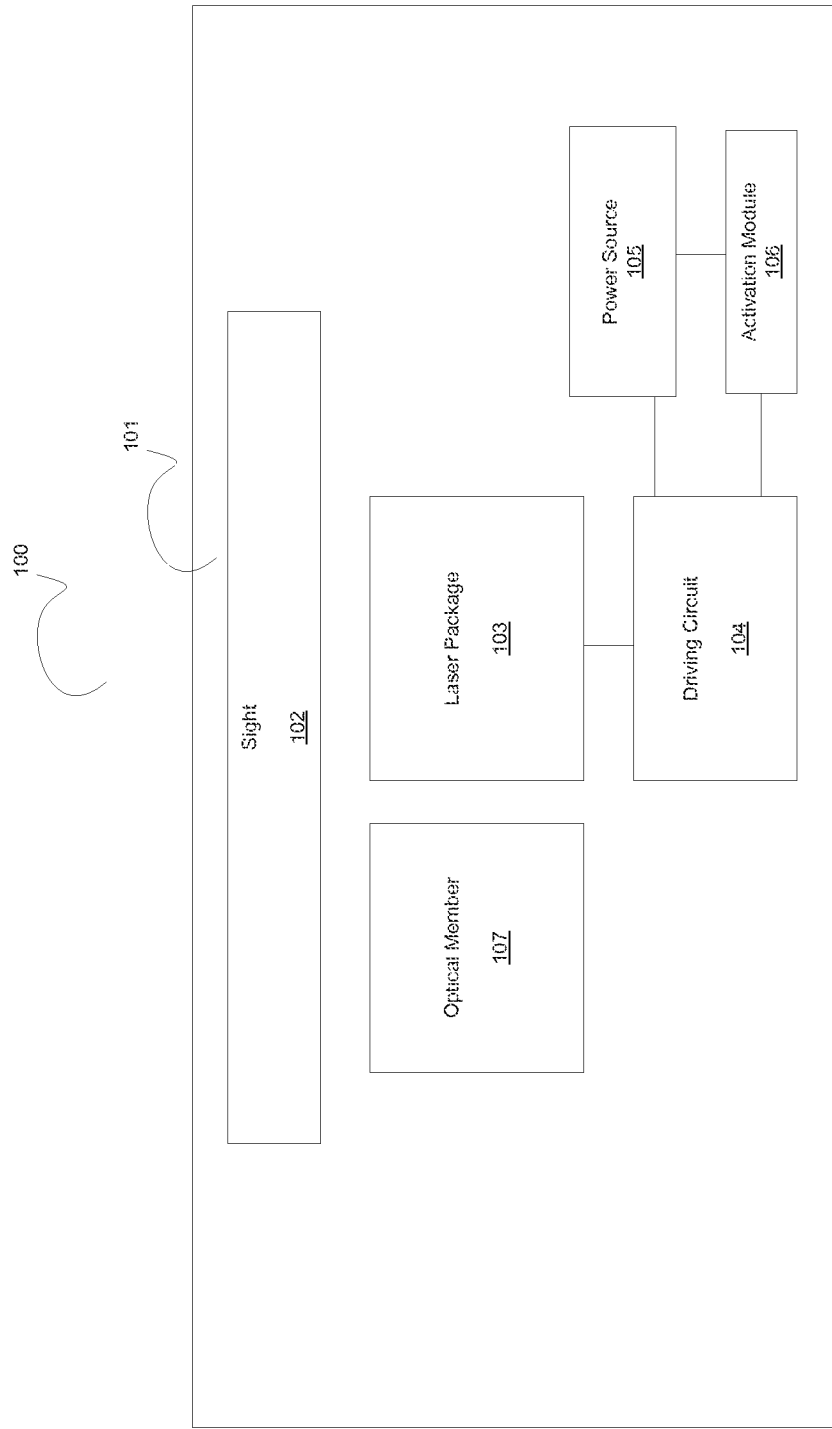 100
101
Sight
102
Optical Member
107
Laser Package
103
Driving Circuit
104
Power Source
105
Activation Module
106